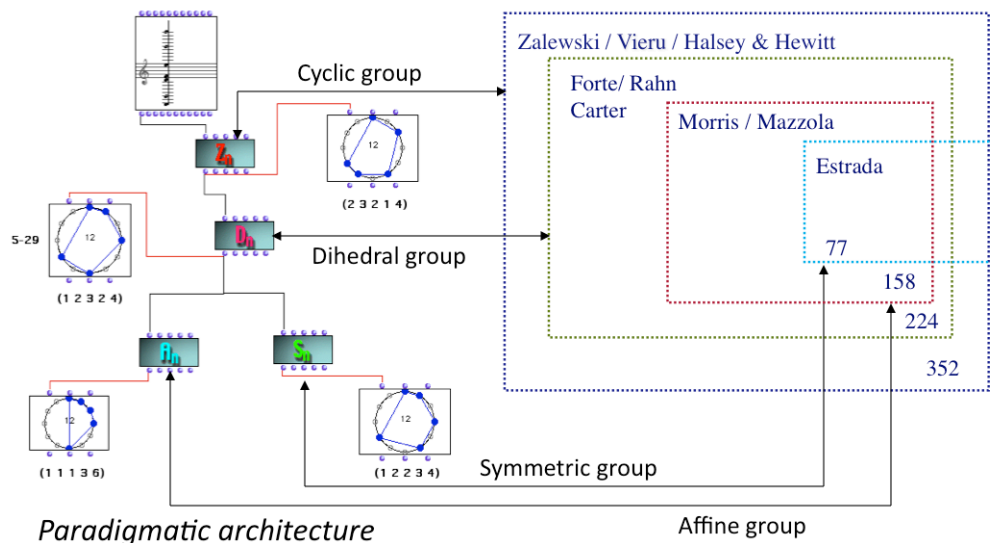 Zalewski / Vieru / Halsey & Hewitt
Cyclic group
Forte/ Rahn
Carter
Morris / Mazzola
12
Zn
Estrada
(2 3 2 1 4)
Dn
5-29
12
Dihedral group
77
(1 2 3 2 4)
158
224
An
Sn
352
12
12
(1 1 1 3 6)
(1 2 2 3 4)
Symmetric group
Paradigmatic architecture
Affine group